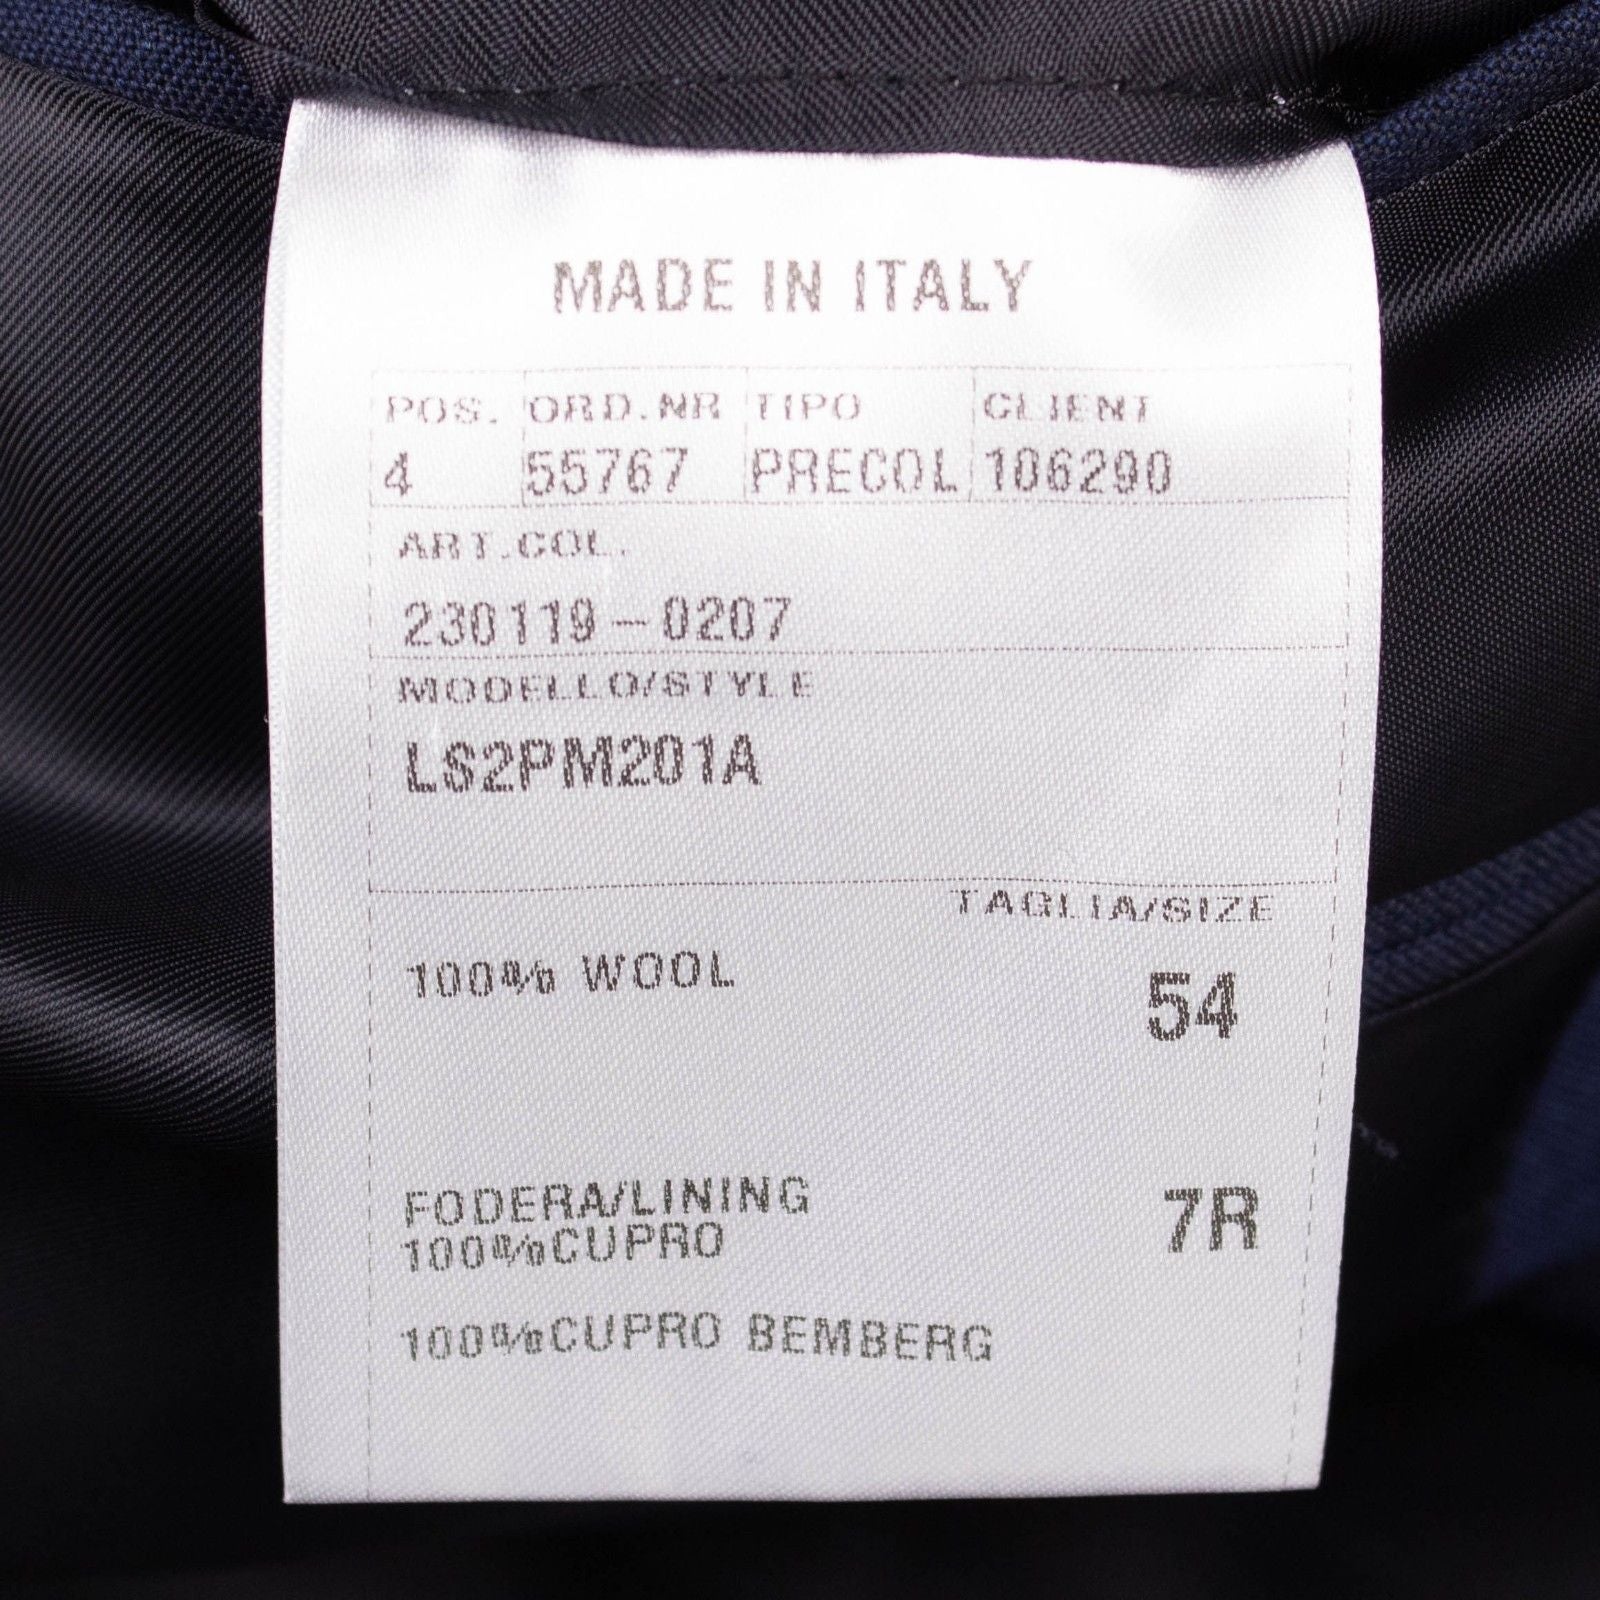 MADE IN ITALY
POS. ORD.NR TIPO CLIENT
4 55767 PRECOL 106290
ART.COL.
230119-0207
MODELLO/STYLE
LS2PM201A
TAGLIA/SIZE
100% WOOL 54
FODERA/LINING 7R
100%CUPRO
100%CUPRO BEMBERG